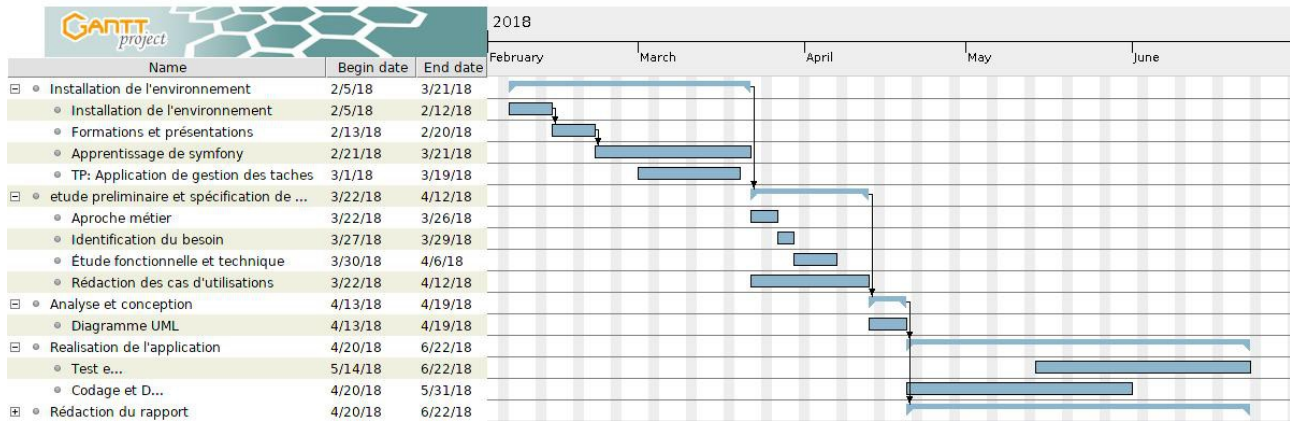 GANTT
project
2018
February March April May June
Name Begin date End date
Installation de l'environnement 2/5/18 3/21/18
Installation de l'environnement 2/5/18 2/12/18
Formations et présentations 2/13/18 2/20/18
Apprentissage de symfony 2/21/18 3/21/18
TP: Application de gestion des taches 3/1/18 3/19/18
etude preliminaire et spécification de ... 3/22/18 4/12/18
Aproche métier 3/22/18 3/26/18
Identification du besoin 3/27/18 3/29/18
Étude fonctionnelle et technique 3/30/18 4/6/18
Rédaction des cas d'utilisations 3/22/18 4/12/18
Analyse et conception 4/13/18 4/19/18
Diagramme UML 4/13/18 4/19/18
Realisation de l'application 4/20/18 6/22/18
Test e... 5/14/18 6/22/18
Codage et D... 4/20/18 5/31/18
Rédaction du rapport 4/20/18 6/22/18